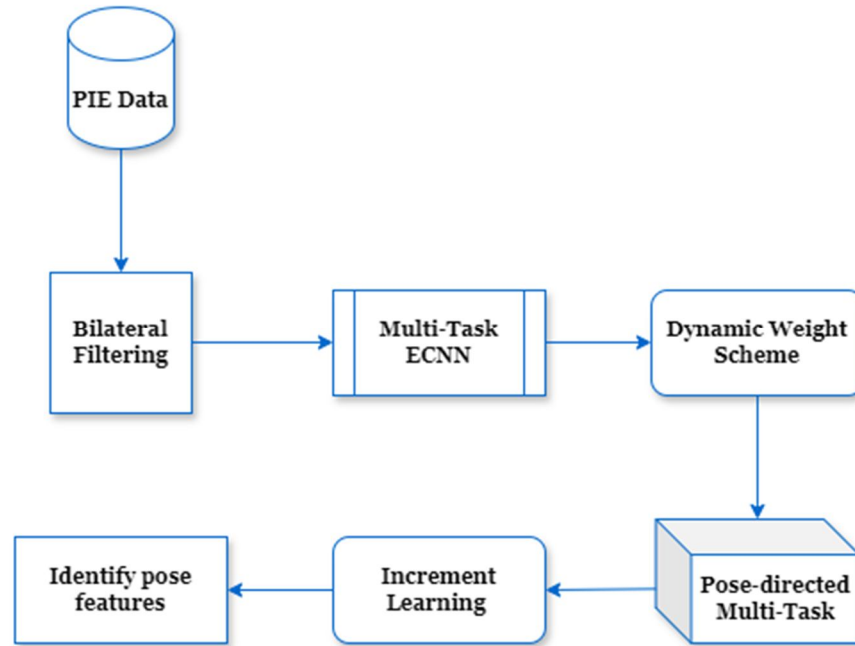 PIE Data
Bilateral
Filtering
Multi-Task
ECNN
Dynamic Weight
Scheme
Pose-directed
Multi-Task
Increment
Learning
Identify pose
features